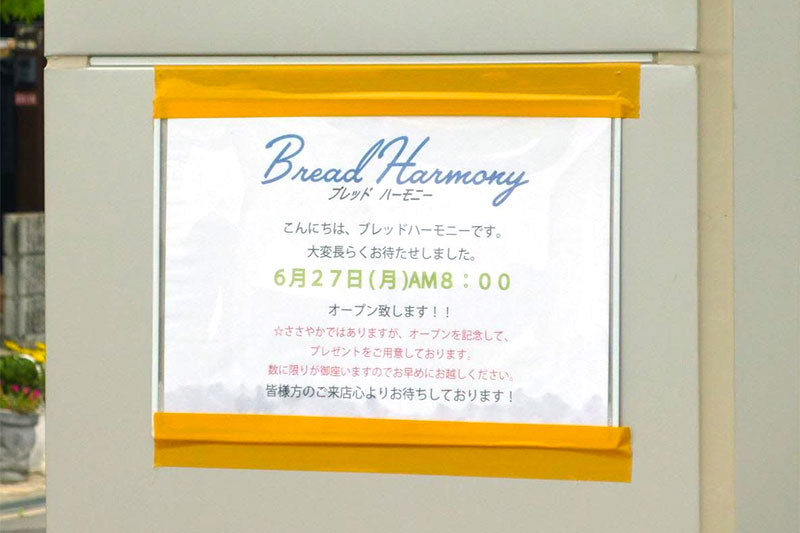 Bread Harmony
ブレッド ハーモニー
こんにちは、ブレッドハーモニーです。
大変長らくお待たせしました。
6月27日(月)AM8:00
オープン致します！！
☆ささやかではありますが、オープンを記念して、
プレゼントをご用意しております。
数に限りが御座いますのでお早めにお越しください。
皆様方のご来店心よりお待ちしております！